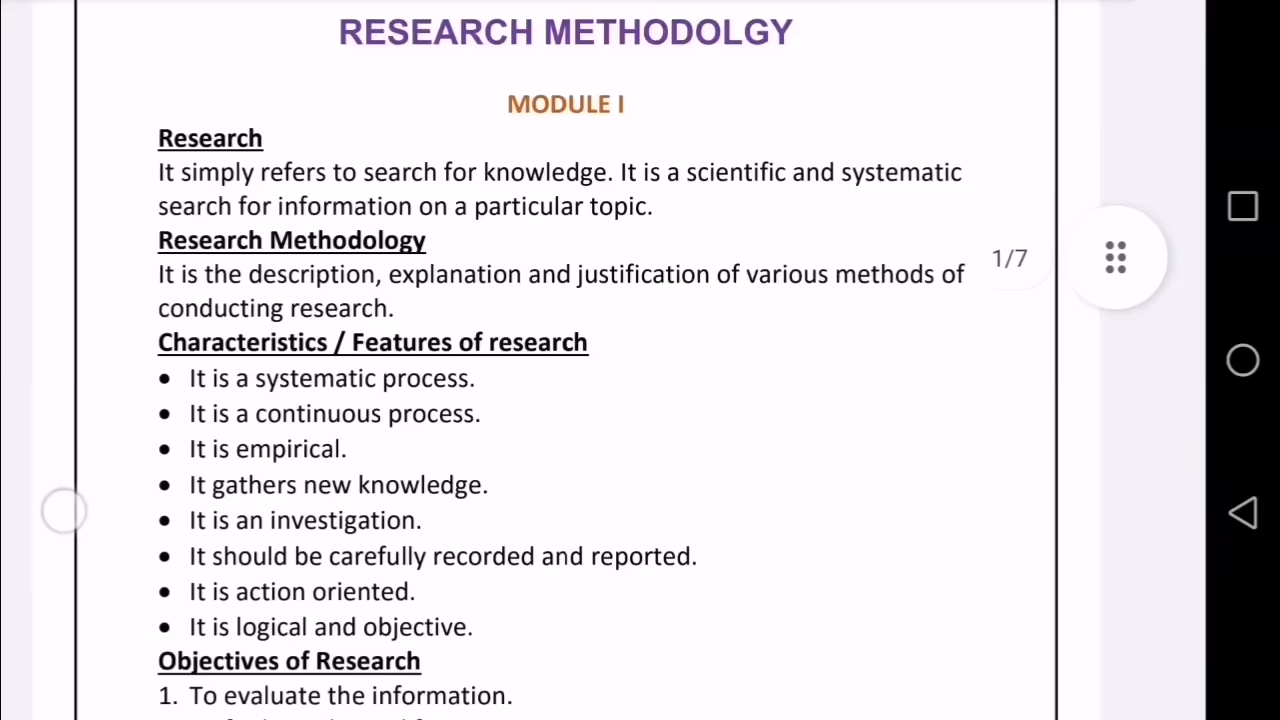 RESEARCH METHODOLGY
MODULE I
Research
It simply refers to search for knowledge. It is a scientific and systematic
search for information on a particular topic.
Research Methodology
It is the description, explanation and justification of various methods of
conducting research.
1/7
Characteristics / Features of research
• It is a systematic process.
• It is a continuous process.
• It is empirical.
• It gathers new knowledge.
• It is an investigation.
• It should be carefully recorded and reported.
• It is action oriented.
• It is logical and objective.
Objectives of Research
1. To evaluate the information.